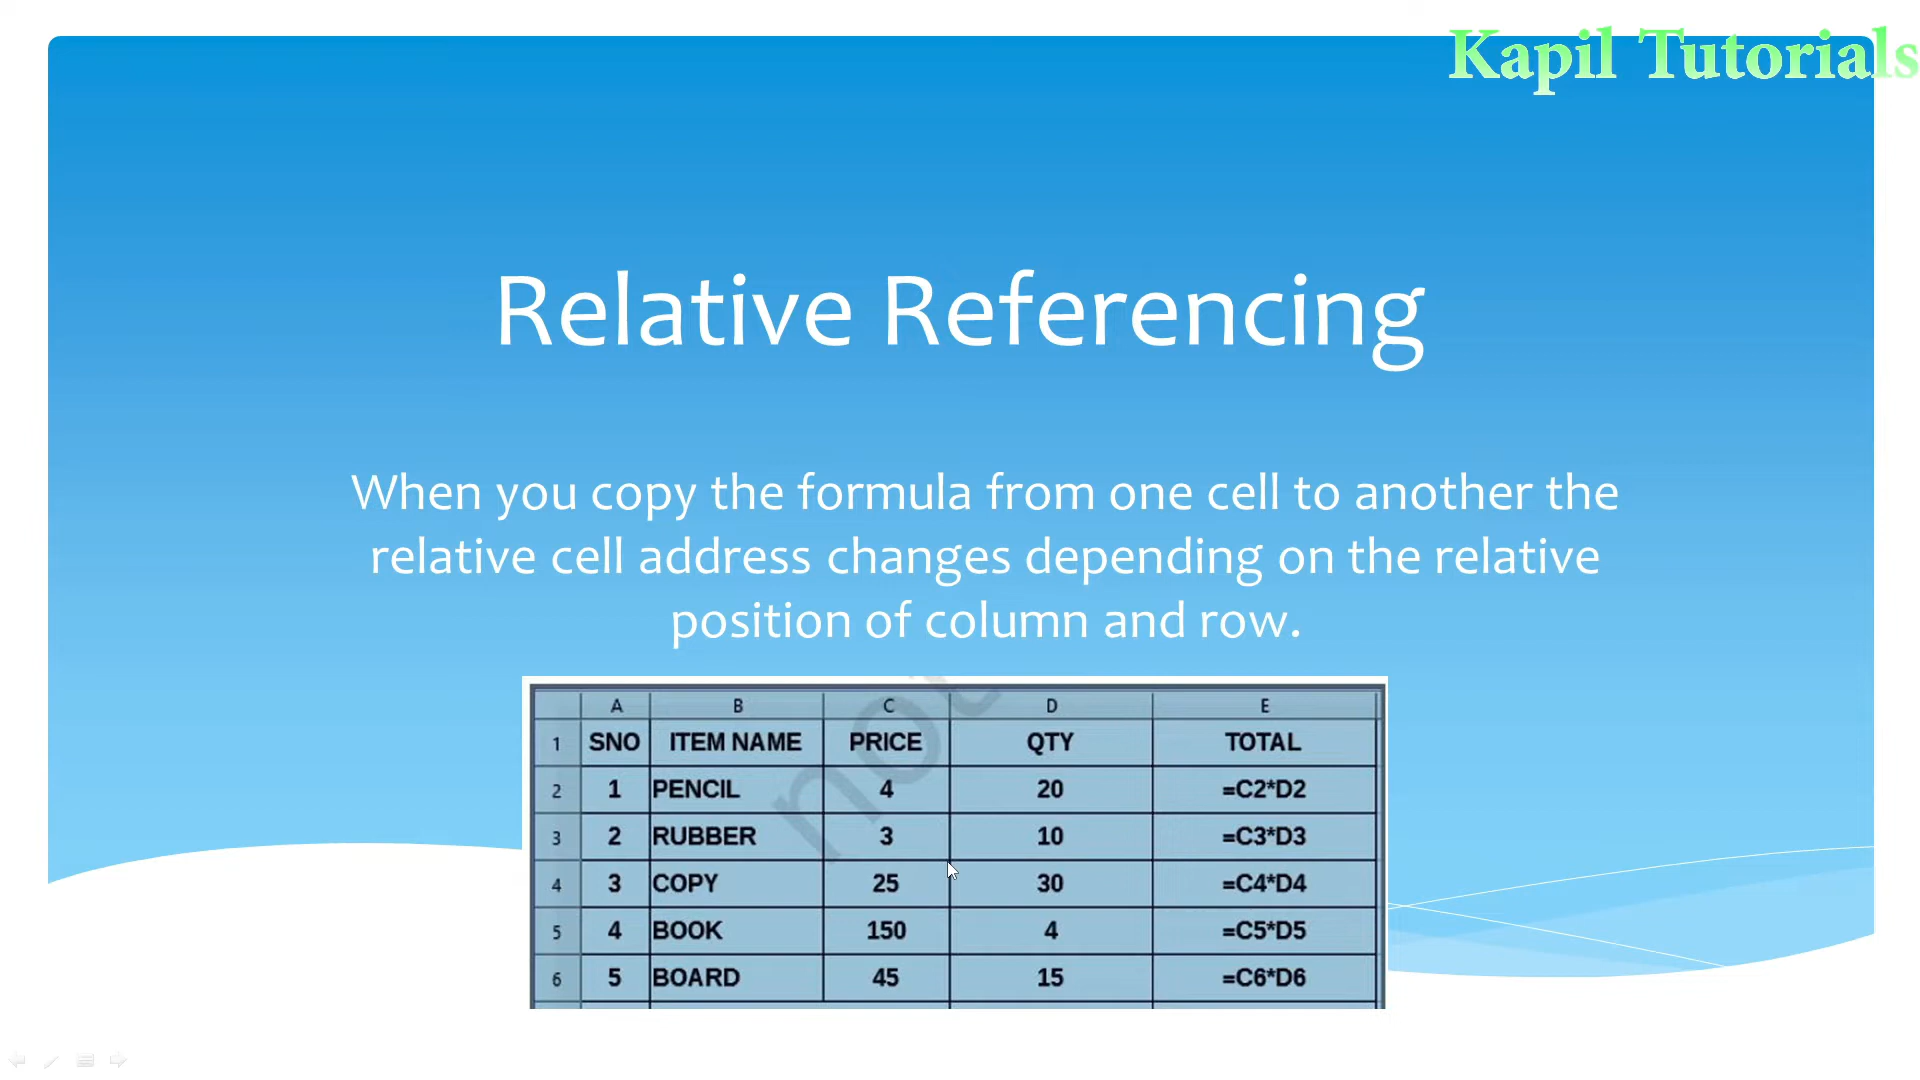 Kapil Tutorials
Relative Referencing
When you copy the formula from one cell to another the
relative cell address changes depending on the relative
position of column and row.
A B C D E
1 SNO ITEM NAME PRICE QTY TOTAL
2 1 PENCIL 4 20 =C2*D2
3 2 RUBBER 3 10 =C3*D3
4 3 COPY 25 30 =C4*D4
5 4 BOOK 150 4 =C5*D5
6 5 BOARD 45 15 =C6*D6
not